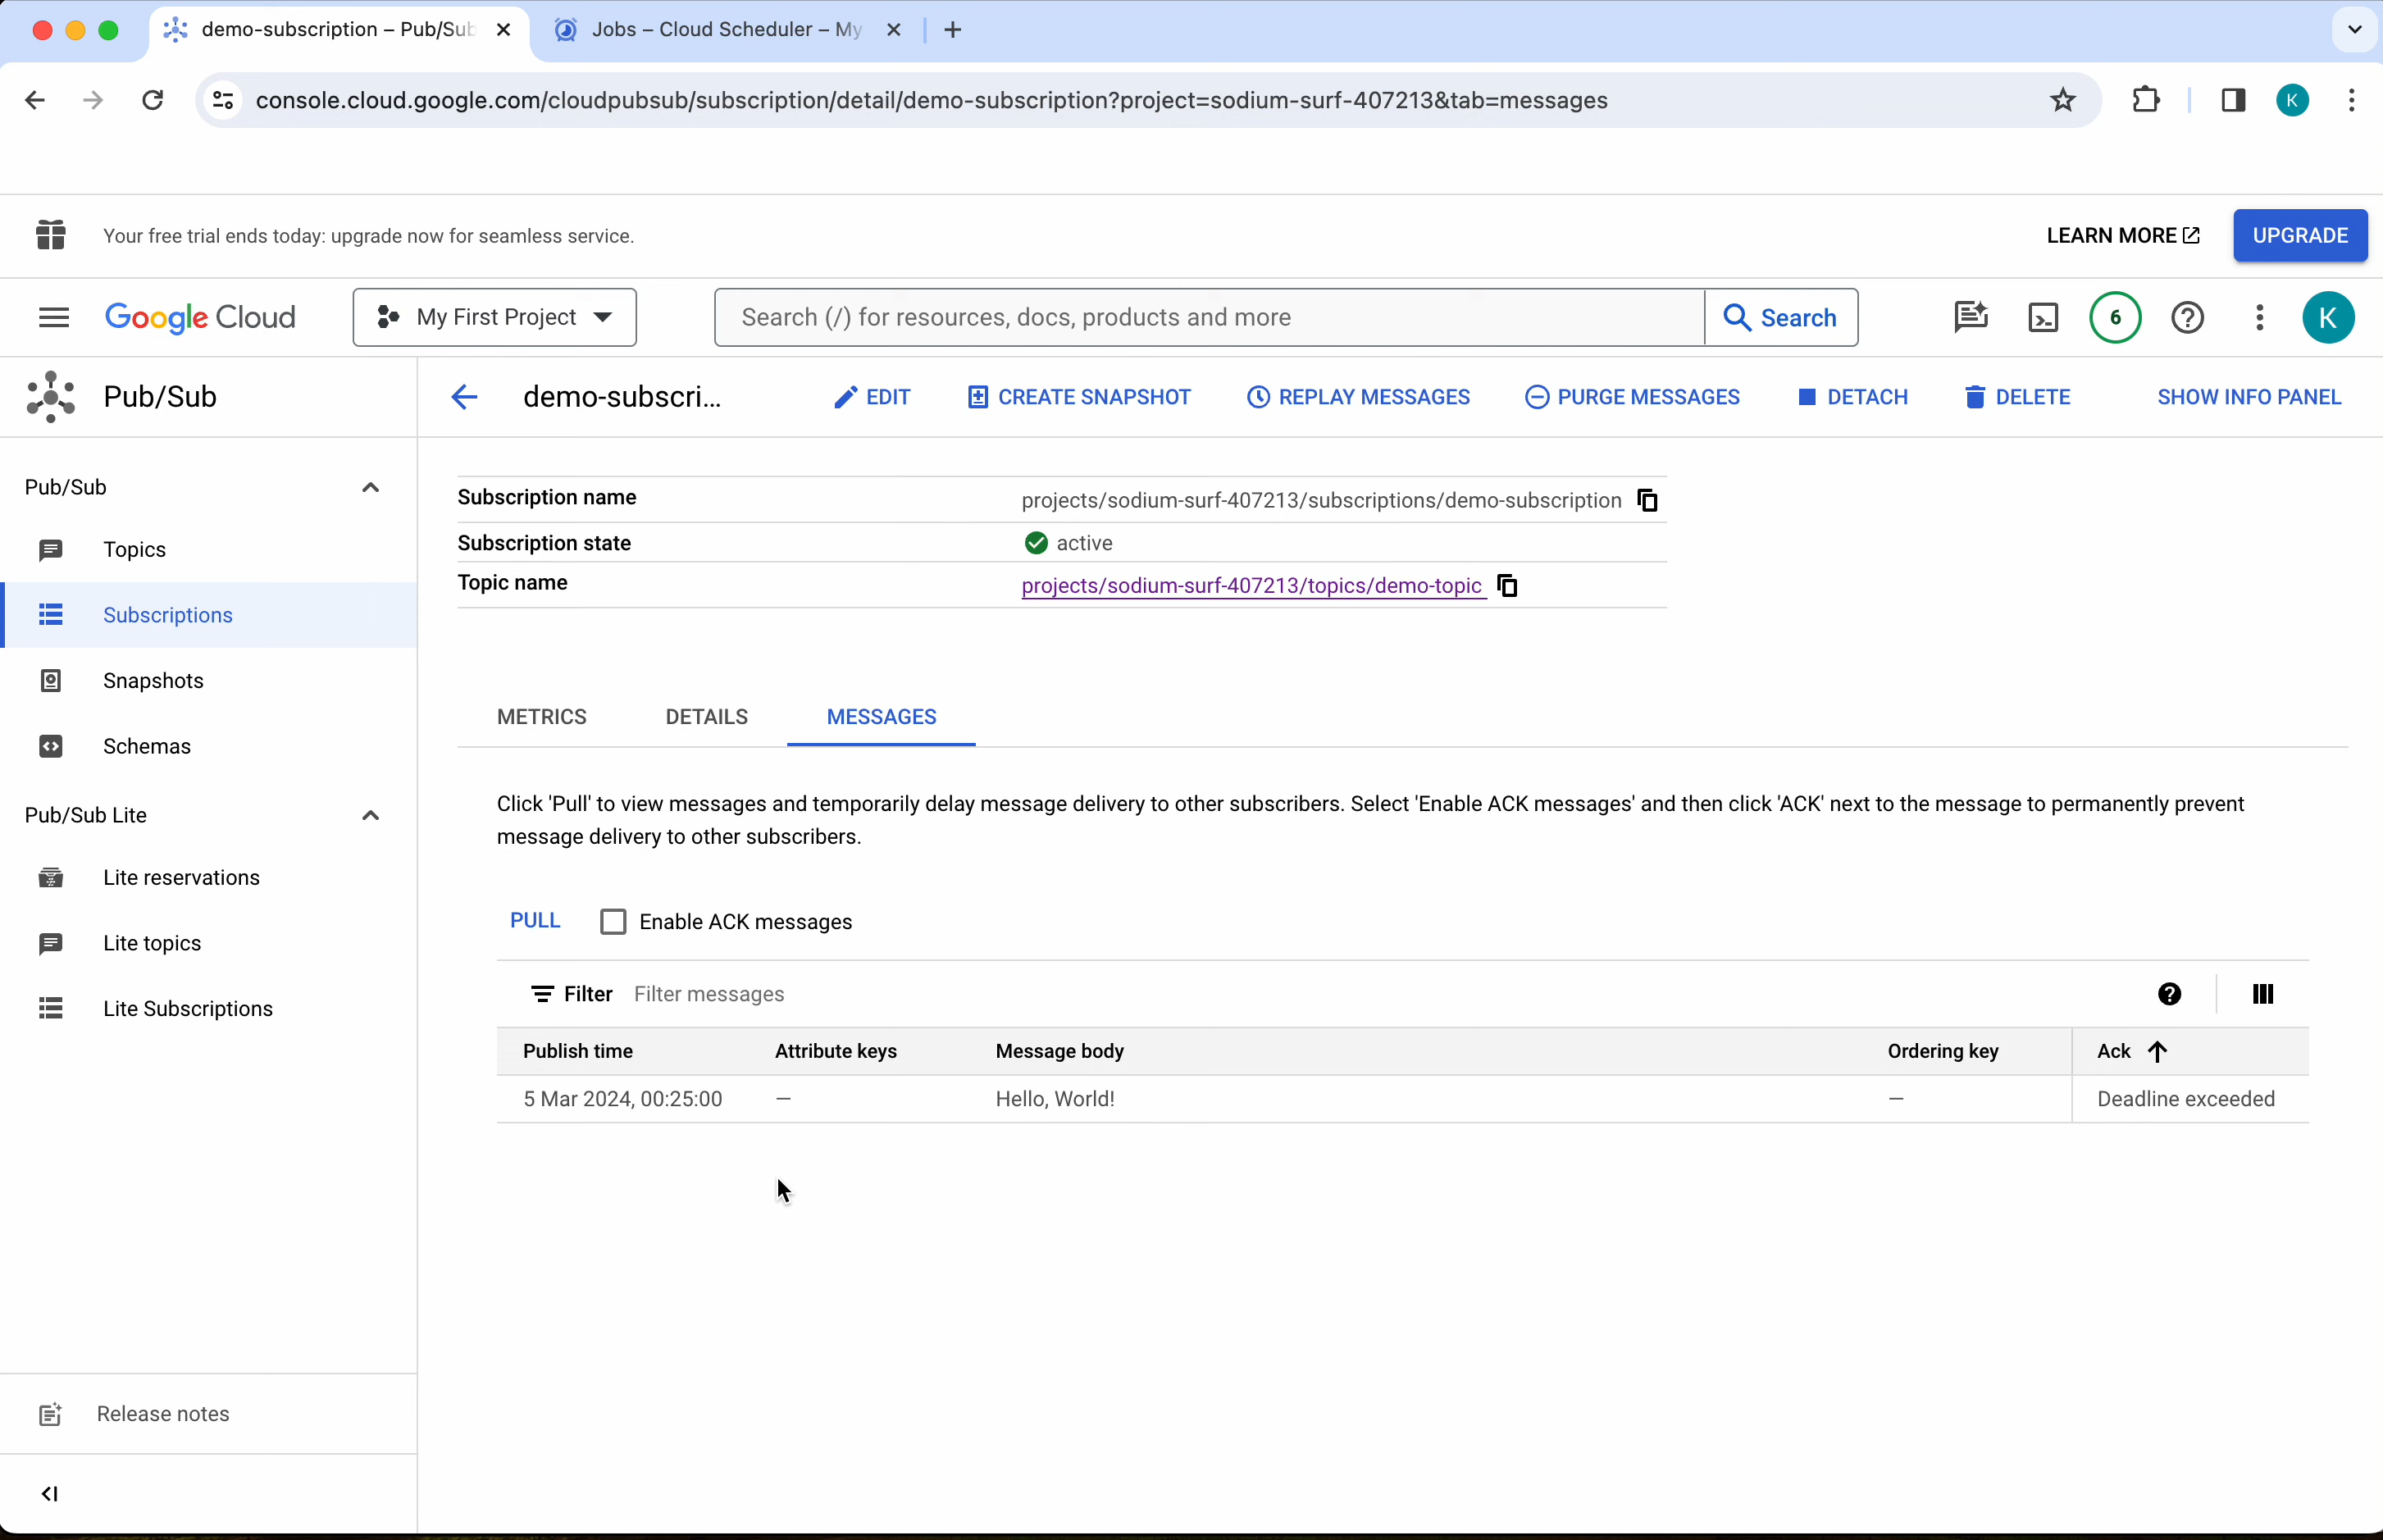 demo-subscription – Pub/Sub
Jobs – Cloud Scheduler – My
console.cloud.google.com/cloudpubsub/subscription/detail/demo-subscription?project=sodium-surf-407213&tab=messages
K
Your free trial ends today: upgrade now for seamless service.
LEARN MORE
UPGRADE
Google Cloud
My First Project
Search (/) for resources, docs, products and more
Search
6
K
Pub/Sub
demo-subscri...
EDIT
CREATE SNAPSHOT
REPLAY MESSAGES
PURGE MESSAGES
DETACH
DELETE
SHOW INFO PANEL
Pub/Sub
Topics
Subscriptions
Snapshots
Schemas
Pub/Sub Lite
Lite reservations
Lite topics
Lite Subscriptions
Release notes
Subscription name
projects/sodium-surf-407213/subscriptions/demo-subscription
Subscription state
active
Topic name
projects/sodium-surf-407213/topics/demo-topic
METRICS
DETAILS
MESSAGES
Click 'Pull' to view messages and temporarily delay message delivery to other subscribers. Select 'Enable ACK messages' and then click 'ACK' next to the message to permanently prevent
message delivery to other subscribers.
PULL
Enable ACK messages
Filter
Filter messages
Publish time
Attribute keys
Message body
Ordering key
Ack
5 Mar 2024, 00:25:00
—
Hello, World!
—
Deadline exceeded